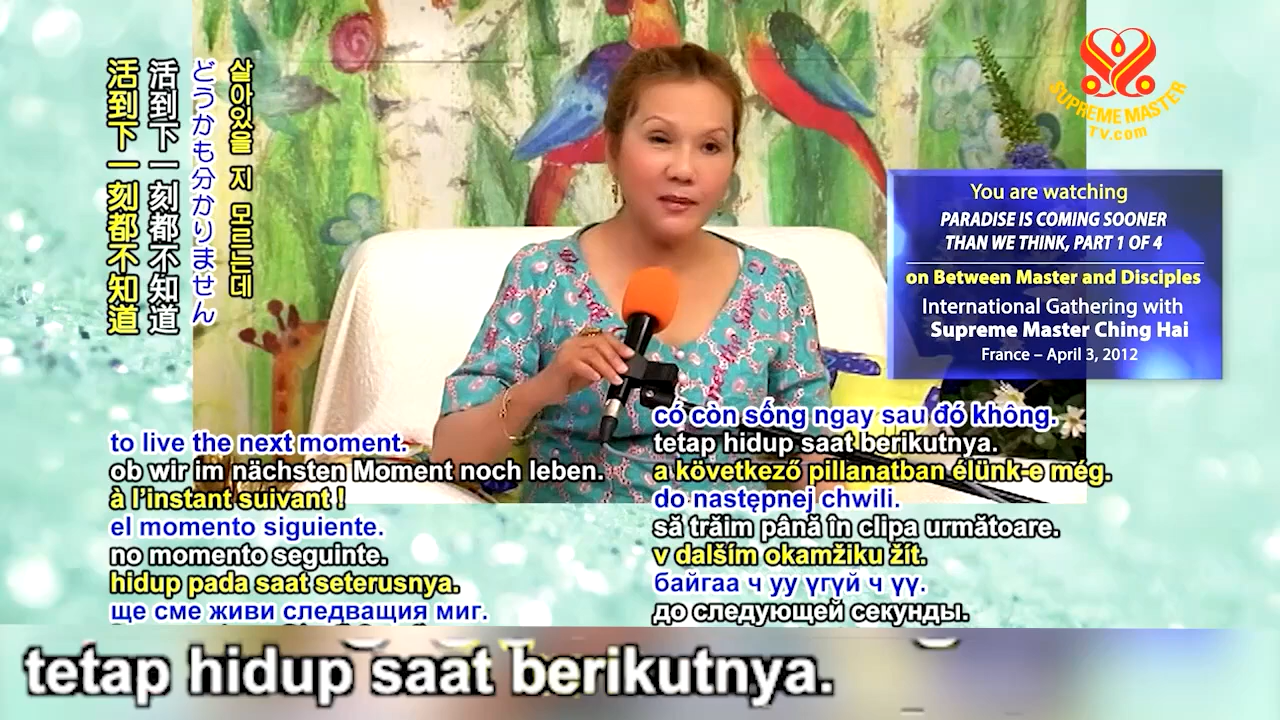 살아있을 지 모르는데
どうかも分かりません
活到下一刻都不知道
活到下一刻都不知道
SUPREME MASTER
TV.com
You are watching
PARADISE IS COMING SOONER
THAN WE THINK, PART 1 OF 4
on Between Master and Disciples
International Gathering with
Supreme Master Ching Hai
France – April 3, 2012
to live the next moment.
ob wir im nächsten Moment noch leben.
à l'instant suivant !
el momento siguiente.
no momento seguinte.
hidup pada saat seterusnya.
ще сме живи следващия миг.
có còn sống ngay sau đó không.
tetap hidup saat berikutnya.
a következő pillanatban élünk-e még.
do następnej chwili.
să trăim până în clipa următoare.
v dalším okamžiku žít.
байгаа ч уу үгүй ч үү.
до следующей секунды.
tetap hidup saat berikutnya.